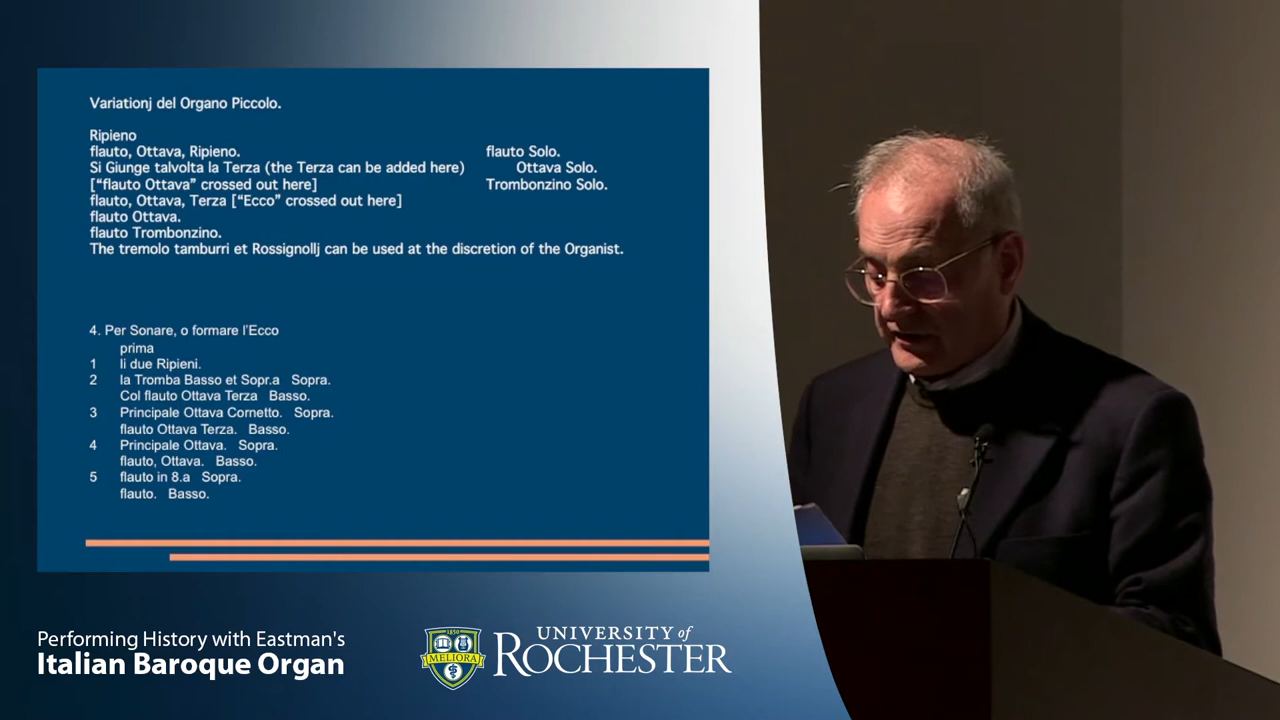 Variationj del Organo Piccolo.
Ripieno
flauto, Ottava, Ripieno.
Si Giunge talvolta la Terza (the Terza can be added here)
["flauto Ottava" crossed out here]
flauto, Ottava, Terza ["Ecco" crossed out here]
flauto Ottava.
flauto Trombonzino.
The tremolo tamburri et Rossignollj can be used at the discretion of the Organist.
flauto Solo.
Ottava Solo.
Trombonzino Solo.
4. Per Sonare, o formare l'Ecco
prima
1 li due Ripieni.
2 la Tromba Basso et Sopr.a Sopra.
Col flauto Ottava Terza Basso.
3 Principale Ottava Cornetto. Sopra.
flauto Ottava Terza. Basso.
4 Principale Ottava. Sopra.
flauto, Ottava. Basso.
5 flauto in 8.a Sopra.
flauto. Basso.
Performing History with Eastman's
Italian Baroque Organ
1850
MELIORA
UNIVERSITY of
ROCHESTER